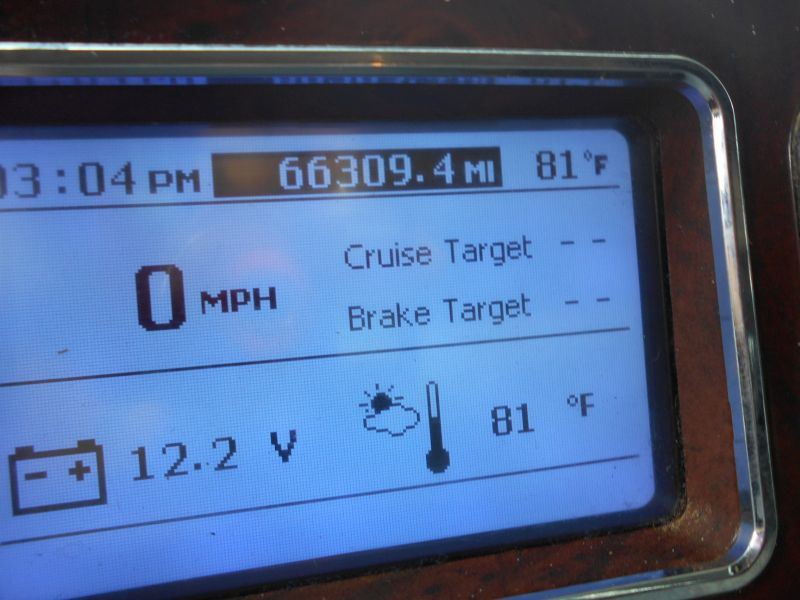 03:04 PM 66309.4 MI 81°F
0 MPH
Cruise Target --
Brake Target --
12.2 V 81 °F